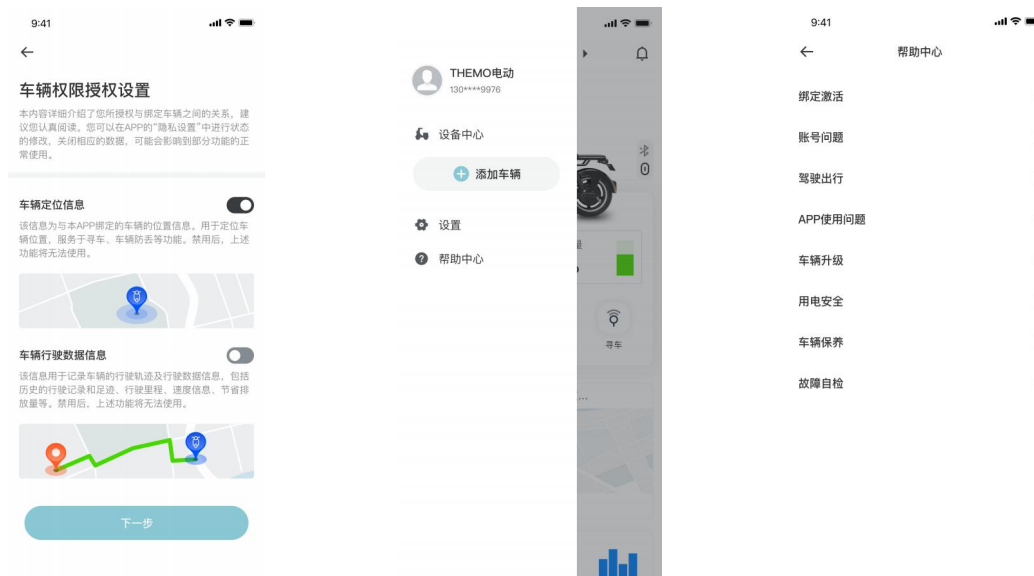 9:41
车辆权限授权设置
本内容详细介绍了您所授权与绑定车辆之间的关系，建
议您认真阅读。您可以在APP的“隐私设置”中进行状态
的修改，关闭相应的数据，可能会影响到部分功能的正
常使用。
车辆定位信息
该信息为与本APP绑定的车辆的位置信息。用于定位车
辆位置，服务于寻车、车辆防丢等功能。禁用后，上述
功能将无法使用。
车辆行驶数据信息
该信息用于记录车辆的行驶轨迹及行驶数据信息，包括
历史的行驶记录和足迹、行驶里程、速度信息、节省排
放量等。禁用后，上述功能将无法使用。
下一步
THEMO电动
130****9976
设备中心
添加车辆
设置
帮助中心
量
寻车
...
9:41
帮助中心
绑定激活
账号问题
驾驶出行
APP使用问题
车辆升级
用电安全
车辆保养
故障自检